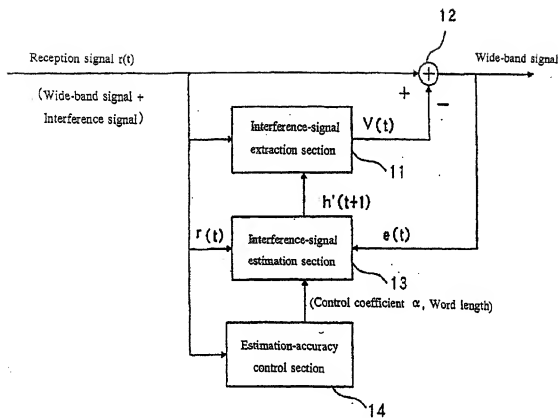 12
Reception signal r(t)
Wide-band signal
(Wide-band signal +
Interference signal)
+
+
−
Interference-signal
extraction section
V(t)
11
h'(t+1)
r(t)
Interference-signal
estimation section
e(t)
13
(Control coefficient α, Word length)
Estimation-accuracy
control section
14